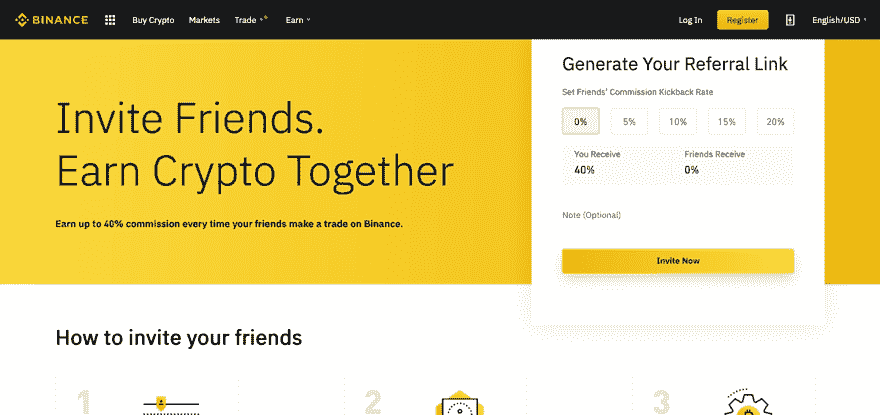 BINANCE Buy Crypto Markets Trade Earn Log In Register English/USD
Invite Friends.
Earn Crypto Together
Earn up to 40% commission every time your friends make a trade on Binance.
Generate Your Referral Link
Set Friends' Commission Kickback Rate
0% 5% 10% 15% 20%
You Receive Friends Receive
40% 0%
Note (Optional)
Invite Now
How to invite your friends
1 2 3